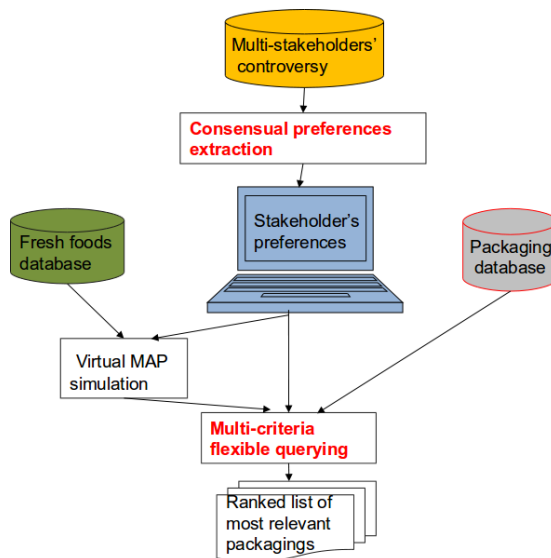 Multi-stakeholders'
controversy
Consensual preferences
extraction
Stakeholder's
preferences
Fresh foods
database
Packaging
database
Virtual MAP
simulation
Multi-criteria
flexible querying
Ranked list of
most relevant
packagings